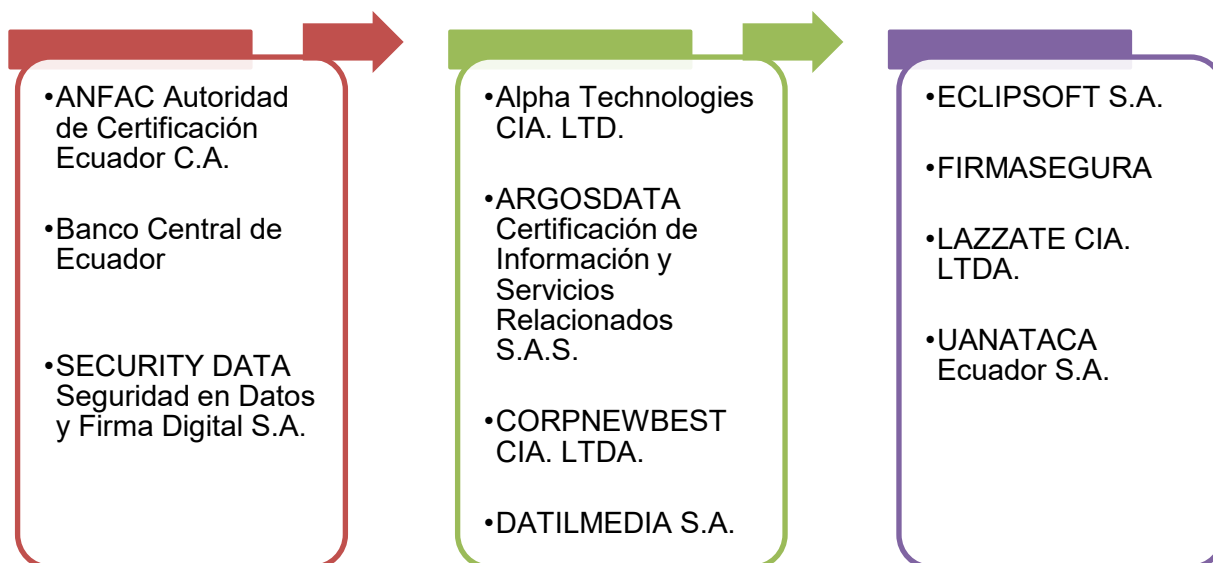 •ANFAC Autoridad
de Certificación
Ecuador C.A.
•Banco Central de
Ecuador
•SECURITY DATA
Seguridad en Datos
y Firma Digital S.A.
•Alpha Technologies
CIA. LTD.
•ARGOSDATA
Certificación de
Información y
Servicios
Relacionados
S.A.S.
•CORPNEWBEST
CIA. LTDA.
•DATILMEDIA S.A.
•ECLIPSOFT S.A.
•FIRMASEGURA
•LAZZATE CIA.
LTDA.
•UANATACA
Ecuador S.A.